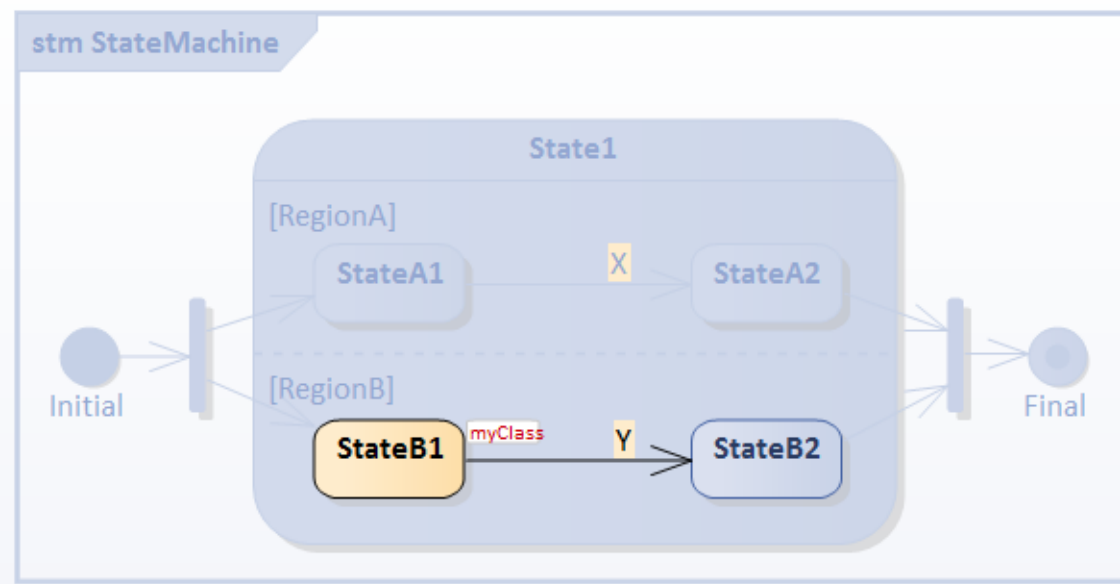 stm StateMachine
State1
[RegionA]
StateA1
X
StateA2
Initial
[RegionB]
Final
StateB1
myClass
Y
StateB2